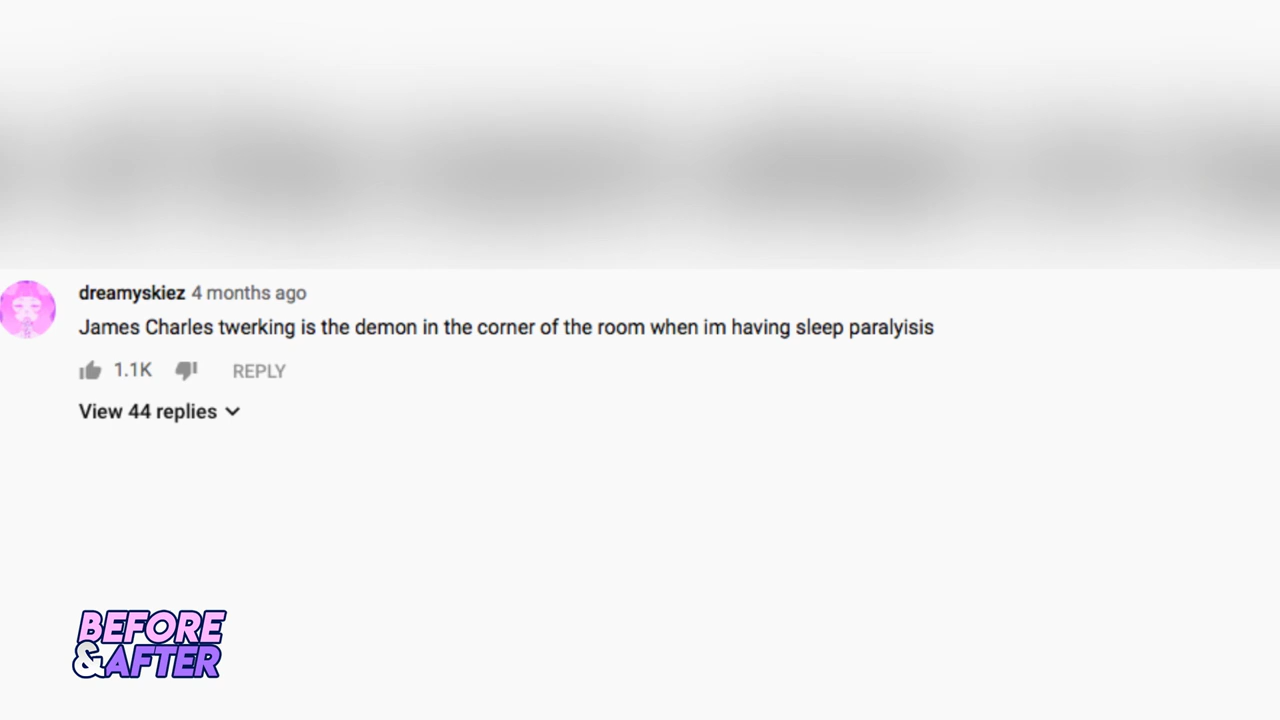 dreamyskiez 4 months ago
James Charles twerking is the demon in the corner of the room when im having sleep paralyisis
1.1K REPLY
View 44 replies
BEFORE
&AFTER